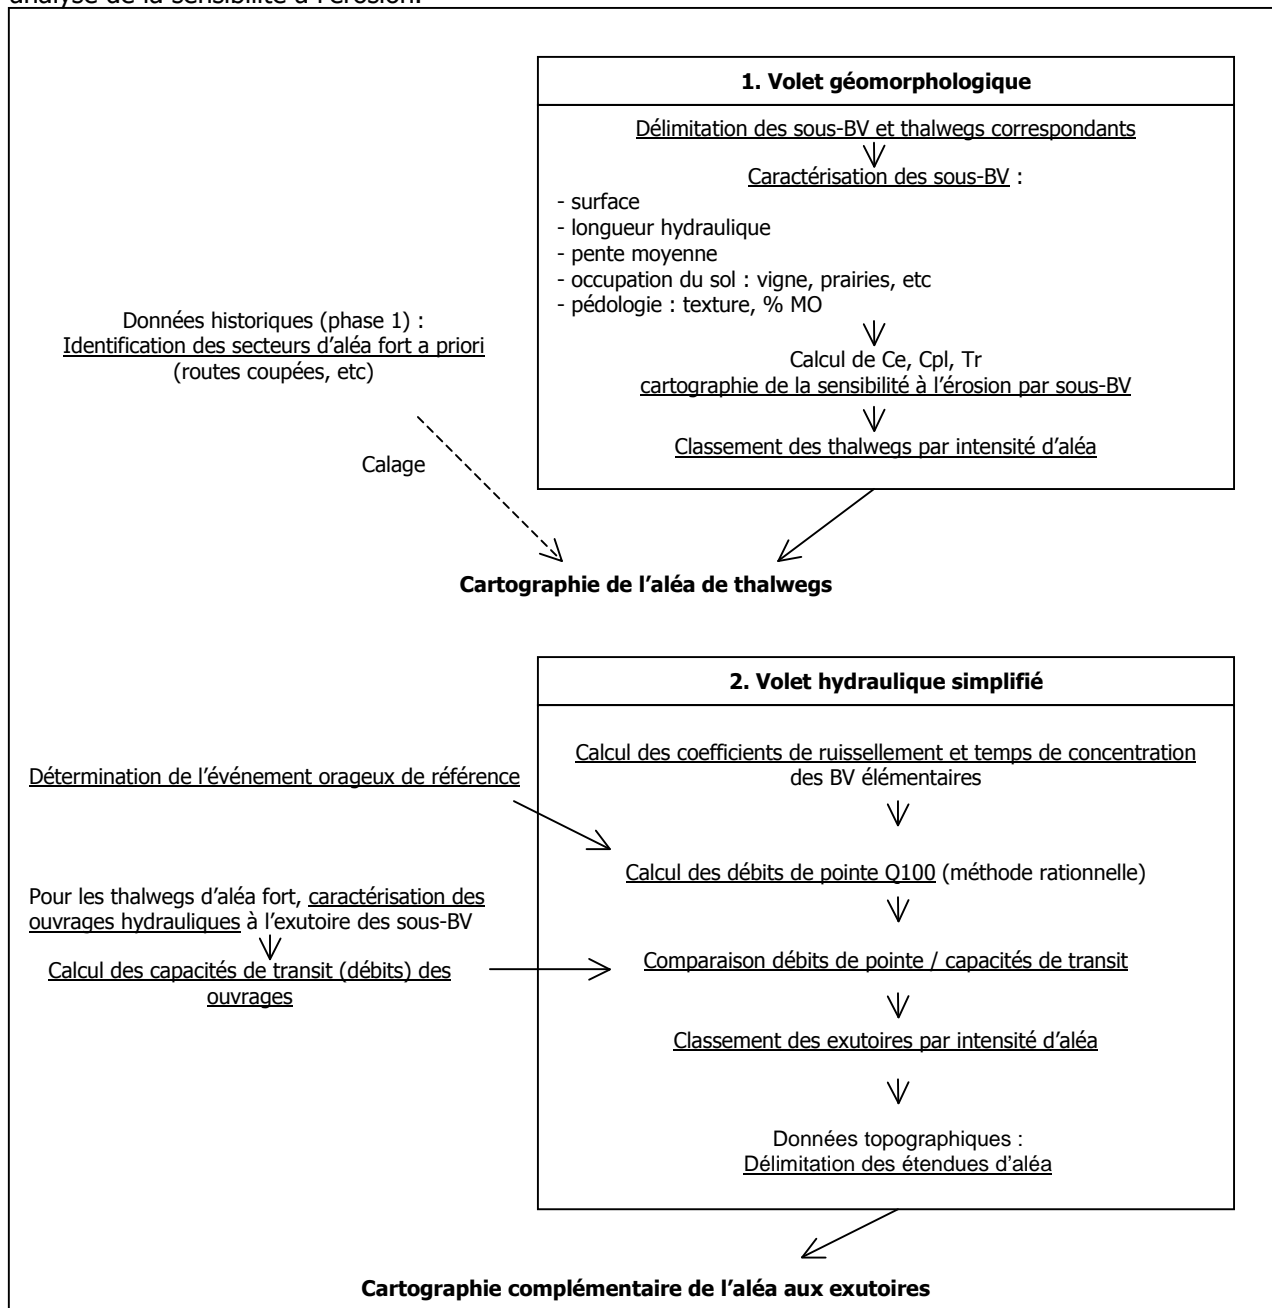 analyse de la sensibilité à l'érosion.
1. Volet géomorphologique
Délimitation des sous-BV et thalwegs correspondants
Caractérisation des sous-BV :
- surface
- longueur hydraulique
- pente moyenne
- occupation du sol : vigne, prairies, etc
- pédologie : texture, % MO
Données historiques (phase 1) :
Identification des secteurs d'aléa fort a priori
(routes coupées, etc)
Calcul de Ce, Cpl, Tr
cartographie de la sensibilité à l'érosion par sous-BV
Classement des thalwegs par intensité d'aléa
Calage
Cartographie de l'aléa de thalwegs
2. Volet hydraulique simplifié
Calcul des coefficients de ruissellement et temps de concentration
des BV élémentaires
Détermination de l'événement orageux de référence
Calcul des débits de pointe Q100 (méthode rationnelle)
Pour les thalwegs d'aléa fort, caractérisation des
ouvrages hydrauliques à l'exutoire des sous-BV
Calcul des capacités de transit (débits) des
ouvrages
Comparaison débits de pointe / capacités de transit
Classement des exutoires par intensité d'aléa
Données topographiques :
Délimitation des étendues d'aléa
Cartographie complémentaire de l'aléa aux exutoires